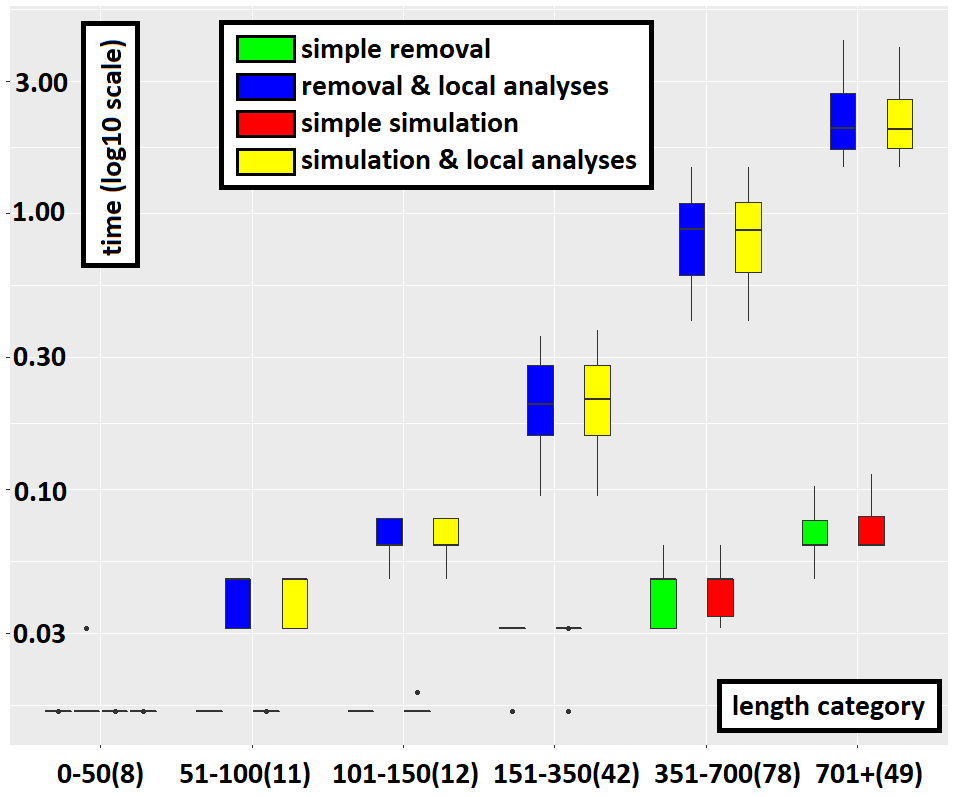 time (log10 scale)
simple removal
removal & local analyses
simple simulation
simulation & local analyses
3.00
1.00
0.30
0.10
0.03
length category
0-50(8) 51-100(11) 101-150(12) 151-350(42) 351-700(78) 701+(49)